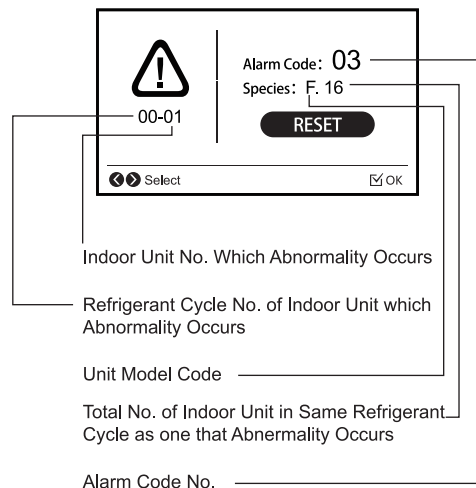 Alarm Code: 03
Species: F. 16
00-01
RESET
Select
OK
Indoor Unit No. Which Abnormality Occurs
Refrigerant Cycle No. of Indoor Unit which
Abnormality Occurs
Unit Model Code
Total No. of Indoor Unit in Same Refrigerant
Cycle as one that Abnermality Occurs
Alarm Code No.